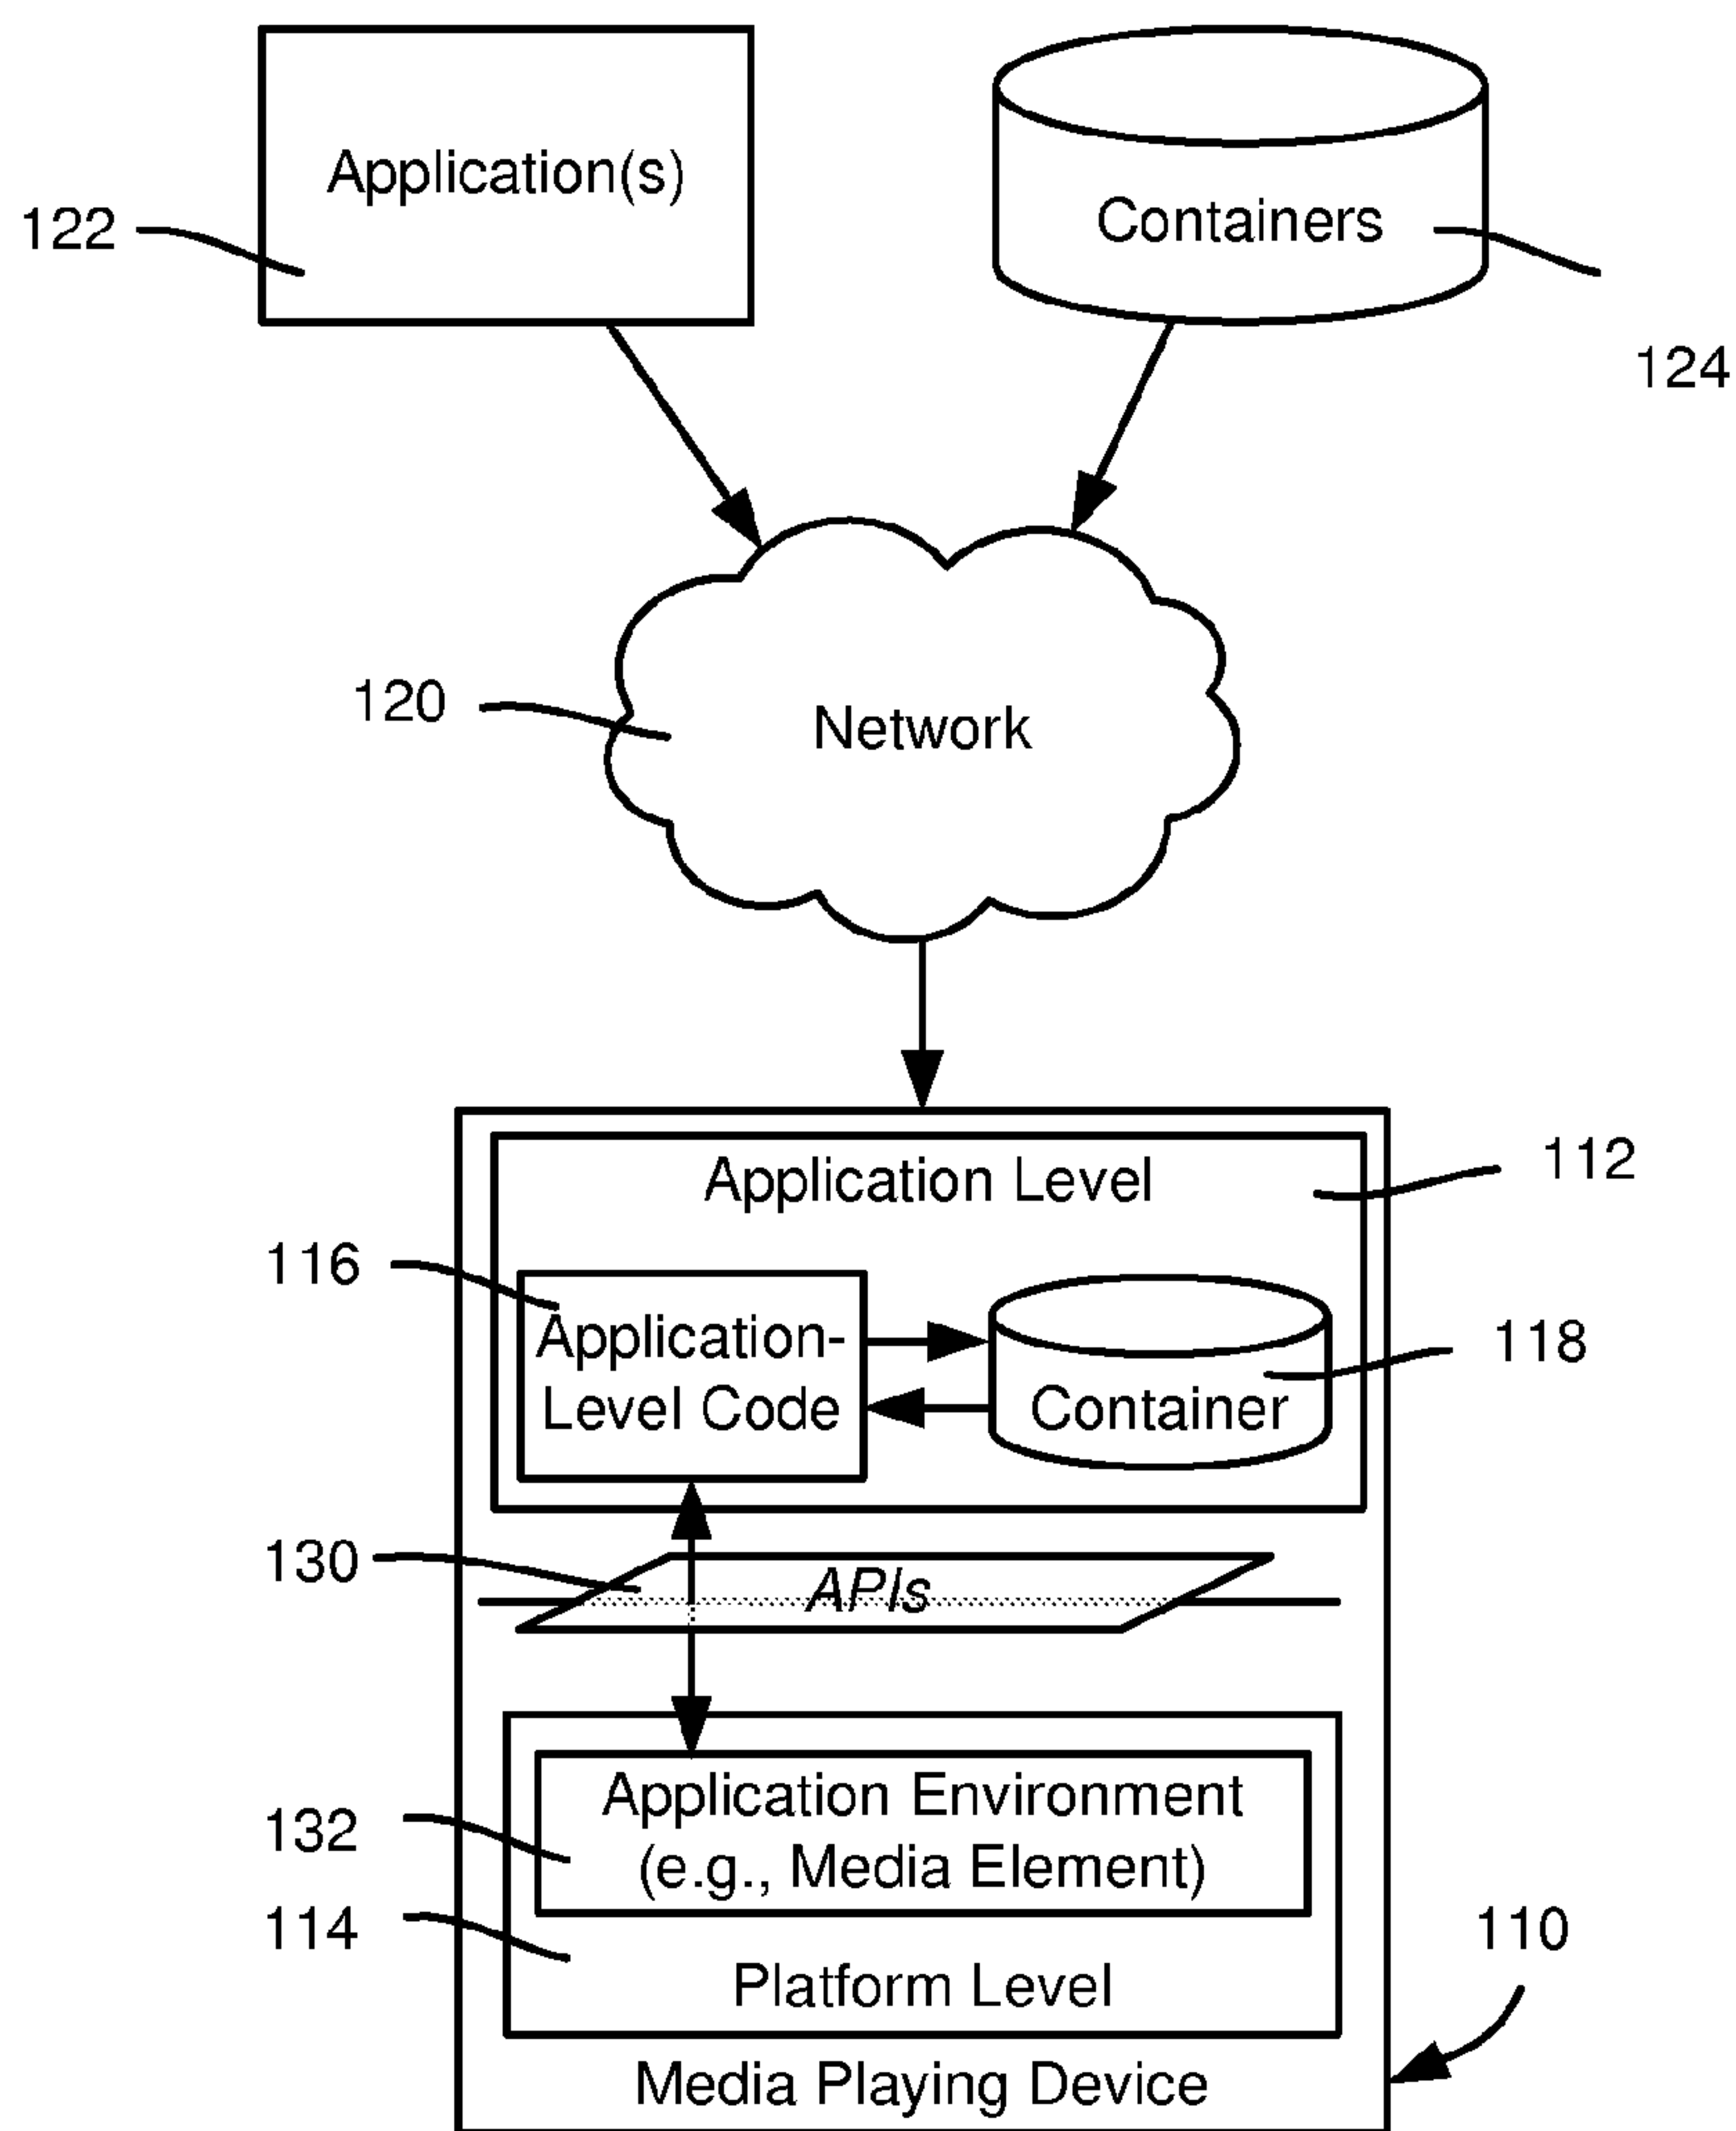 Application(s)
122
Containers
124
120
Network
Application Level
112
116
Application-
Level Code
118
Container
130
APIs
Application Environment
(e.g., Media Element)
132
114
Platform Level
110
Media Playing Device